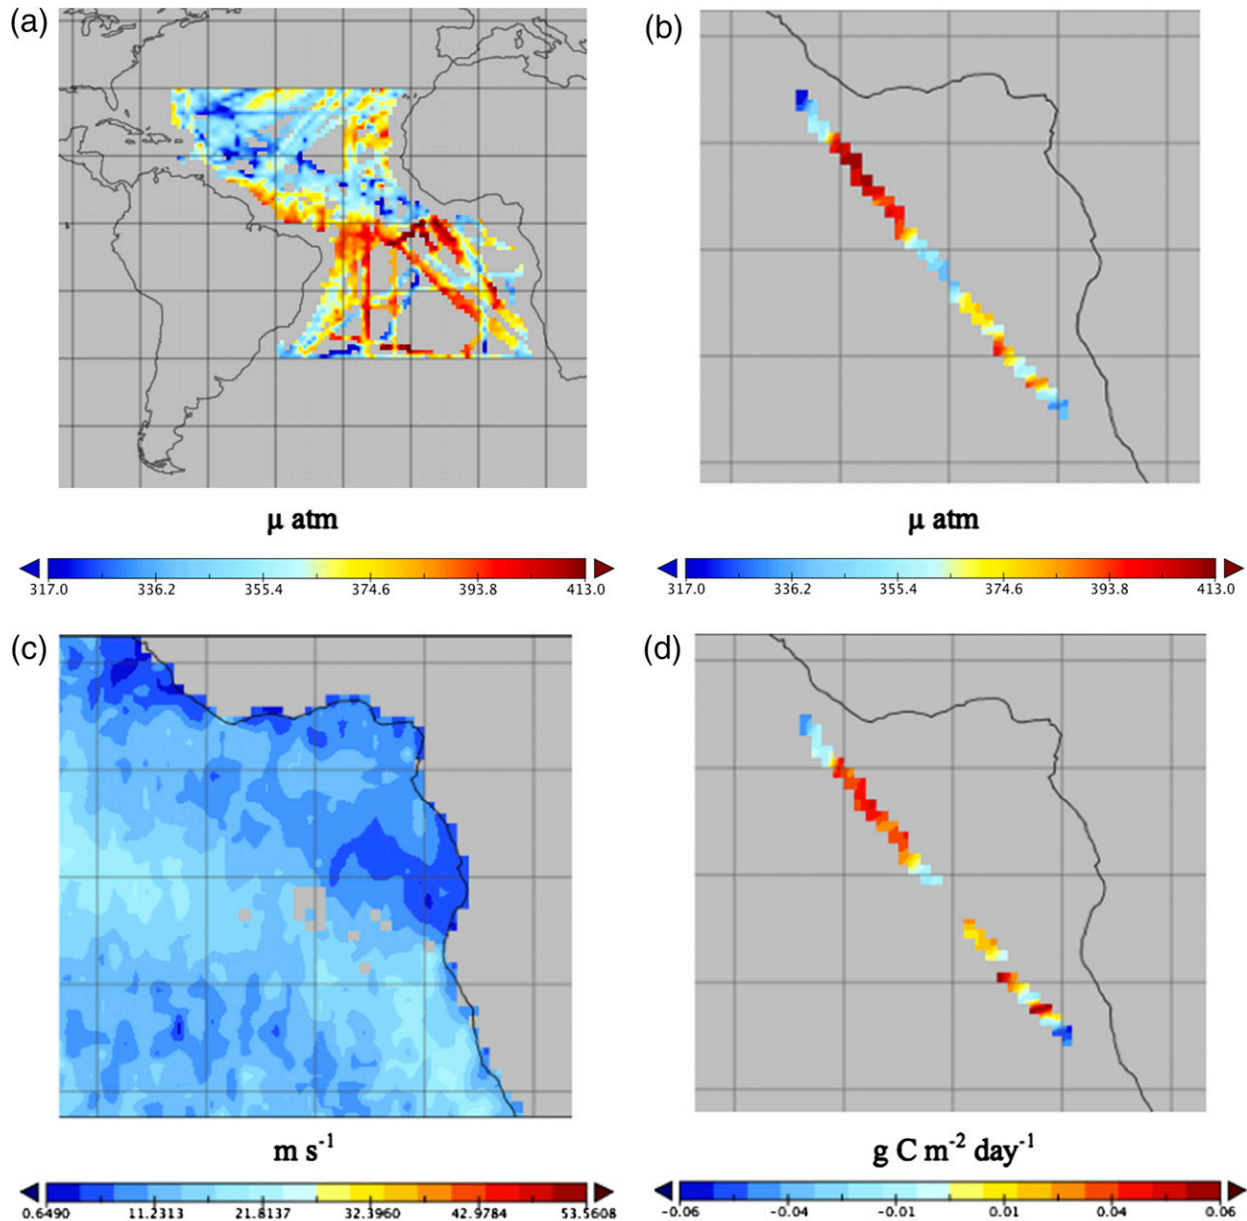 (a)
(b)
μ atm
μ atm
317.0 336.2 355.4 374.6 393.8 413.0
317.0 336.2 355.4 374.6 393.8 413.0
(c)
(d)
m s-1
g C m-2 day-1
0.6490 11.2313 21.8137 32.3960 42.9784 53.5608
-0.06 -0.04 -0.01 0.01 0.04 0.06